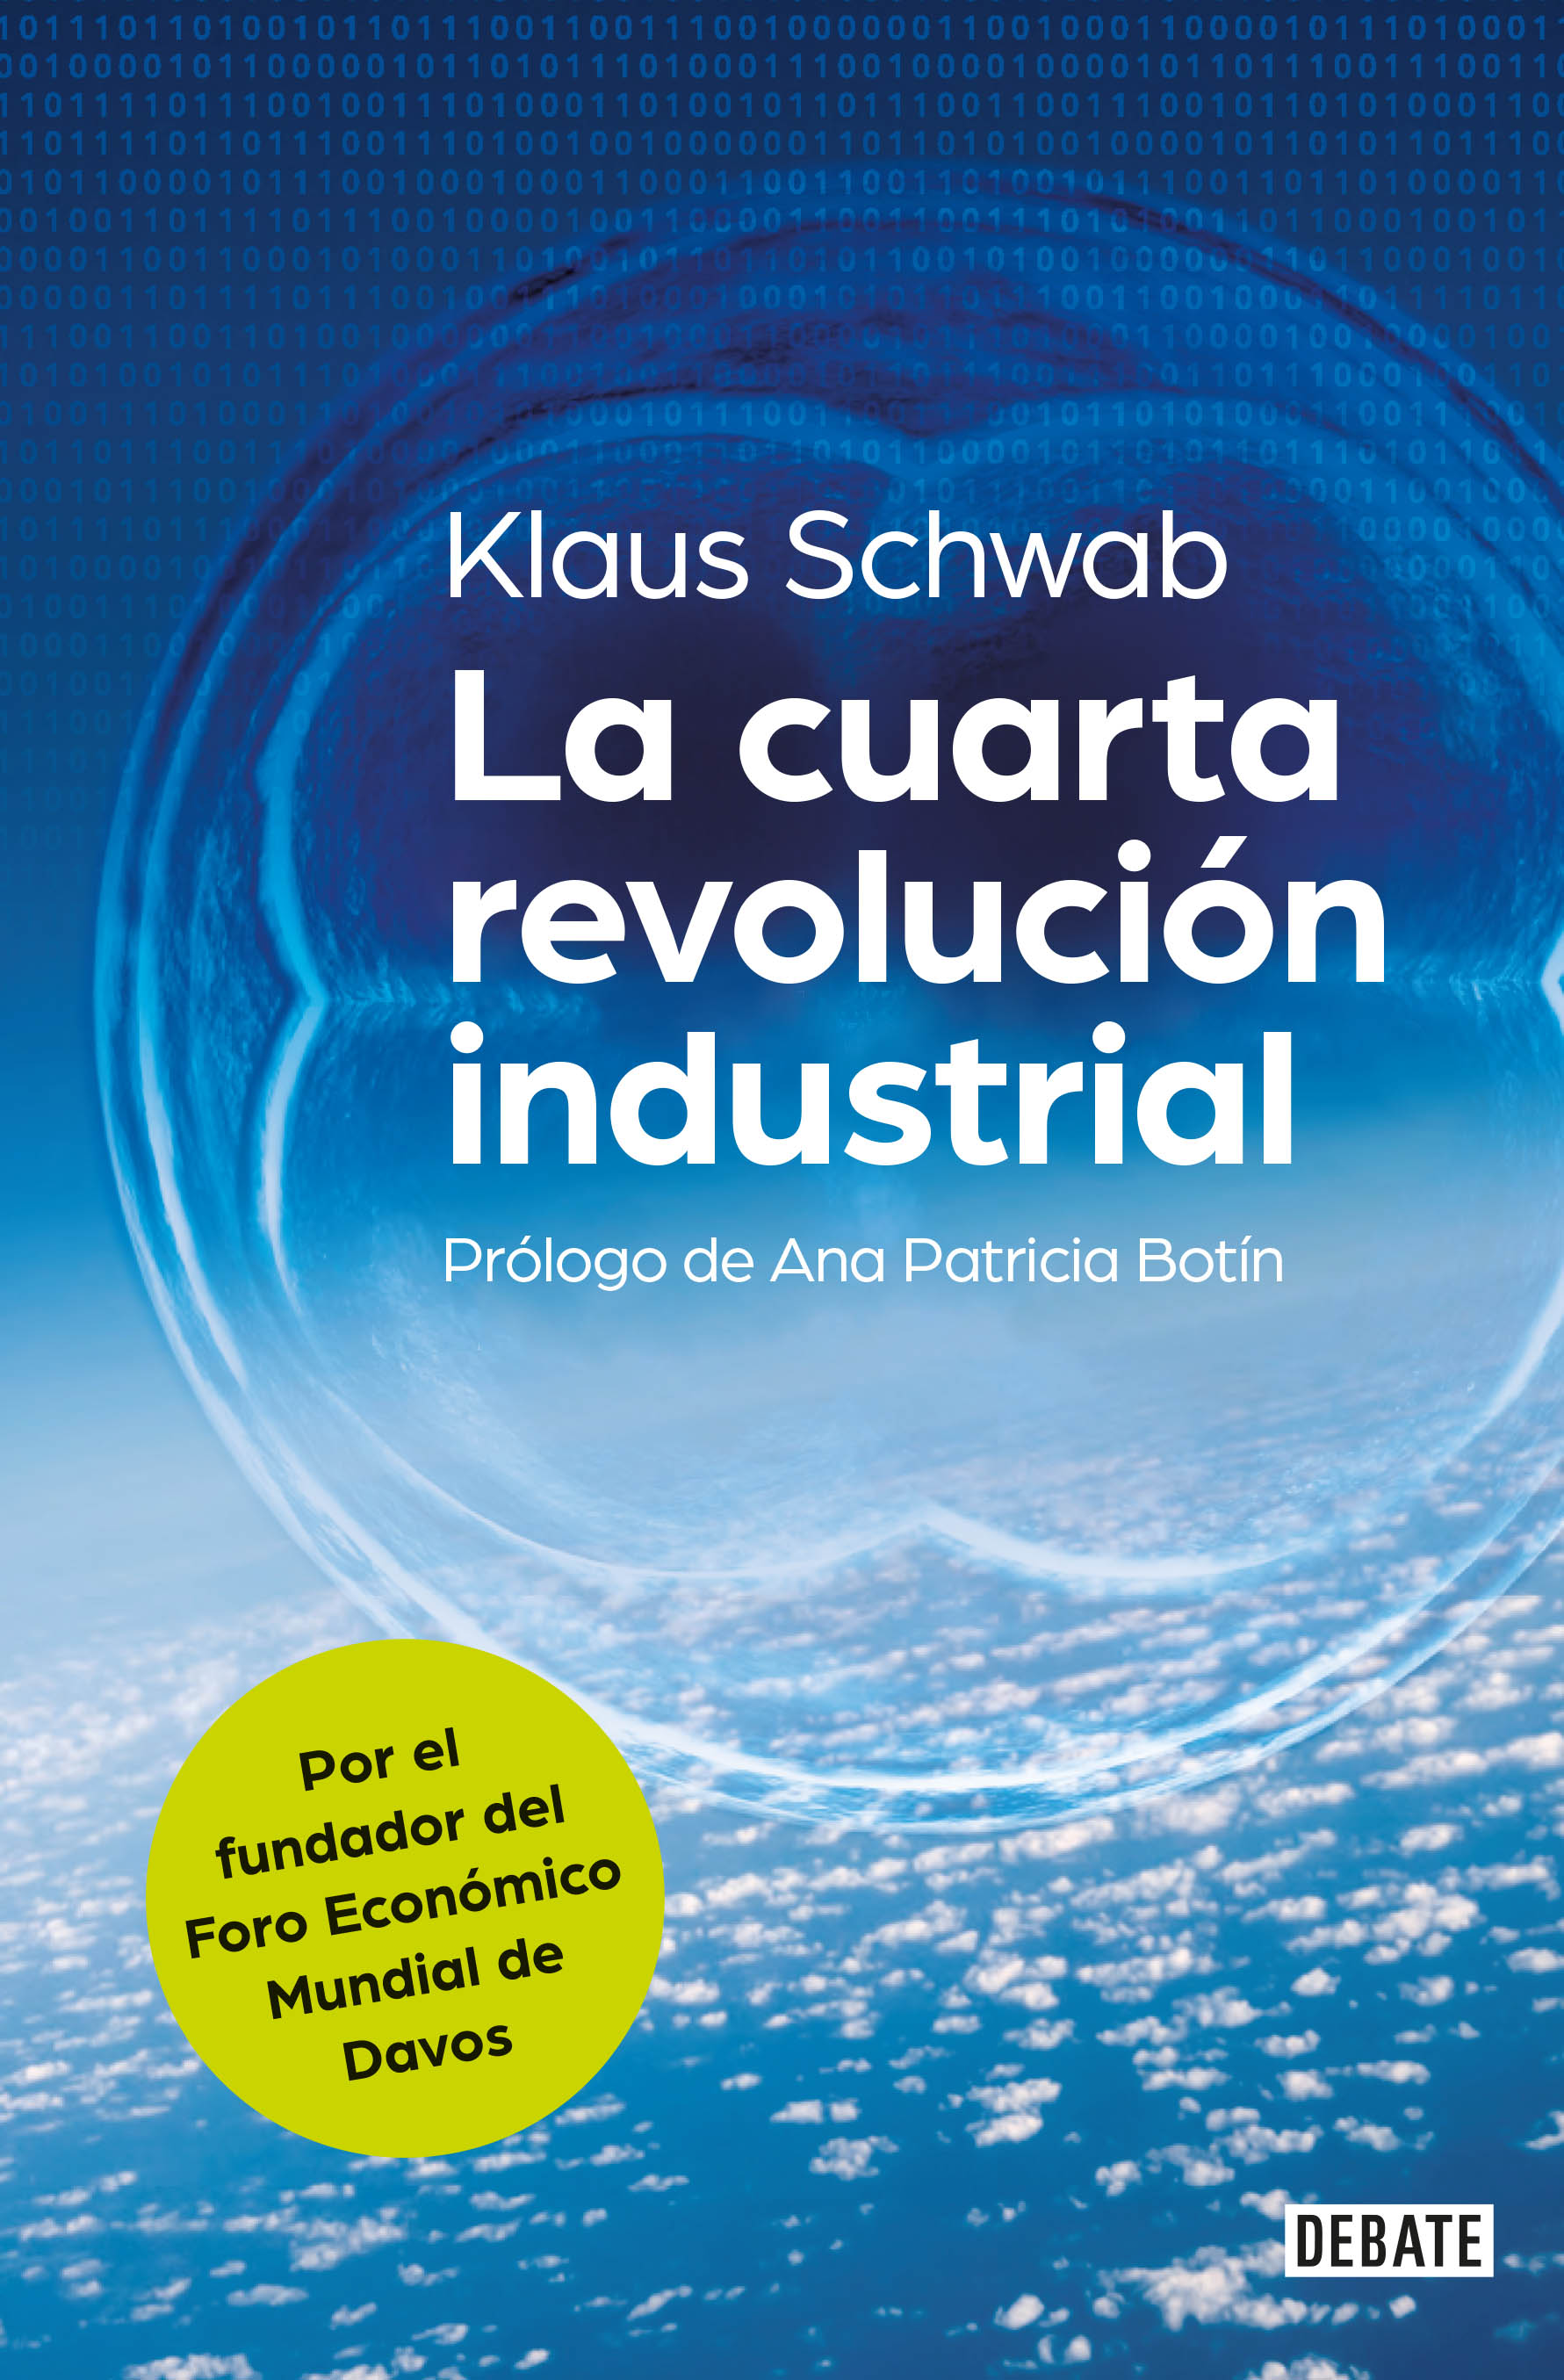 Klaus Schwab
La cuarta
revolución
industrial
Prólogo de Ana Patricia Botín
Por el
fundador del
Foro Económico
Mundial de
Davos
DEBATE